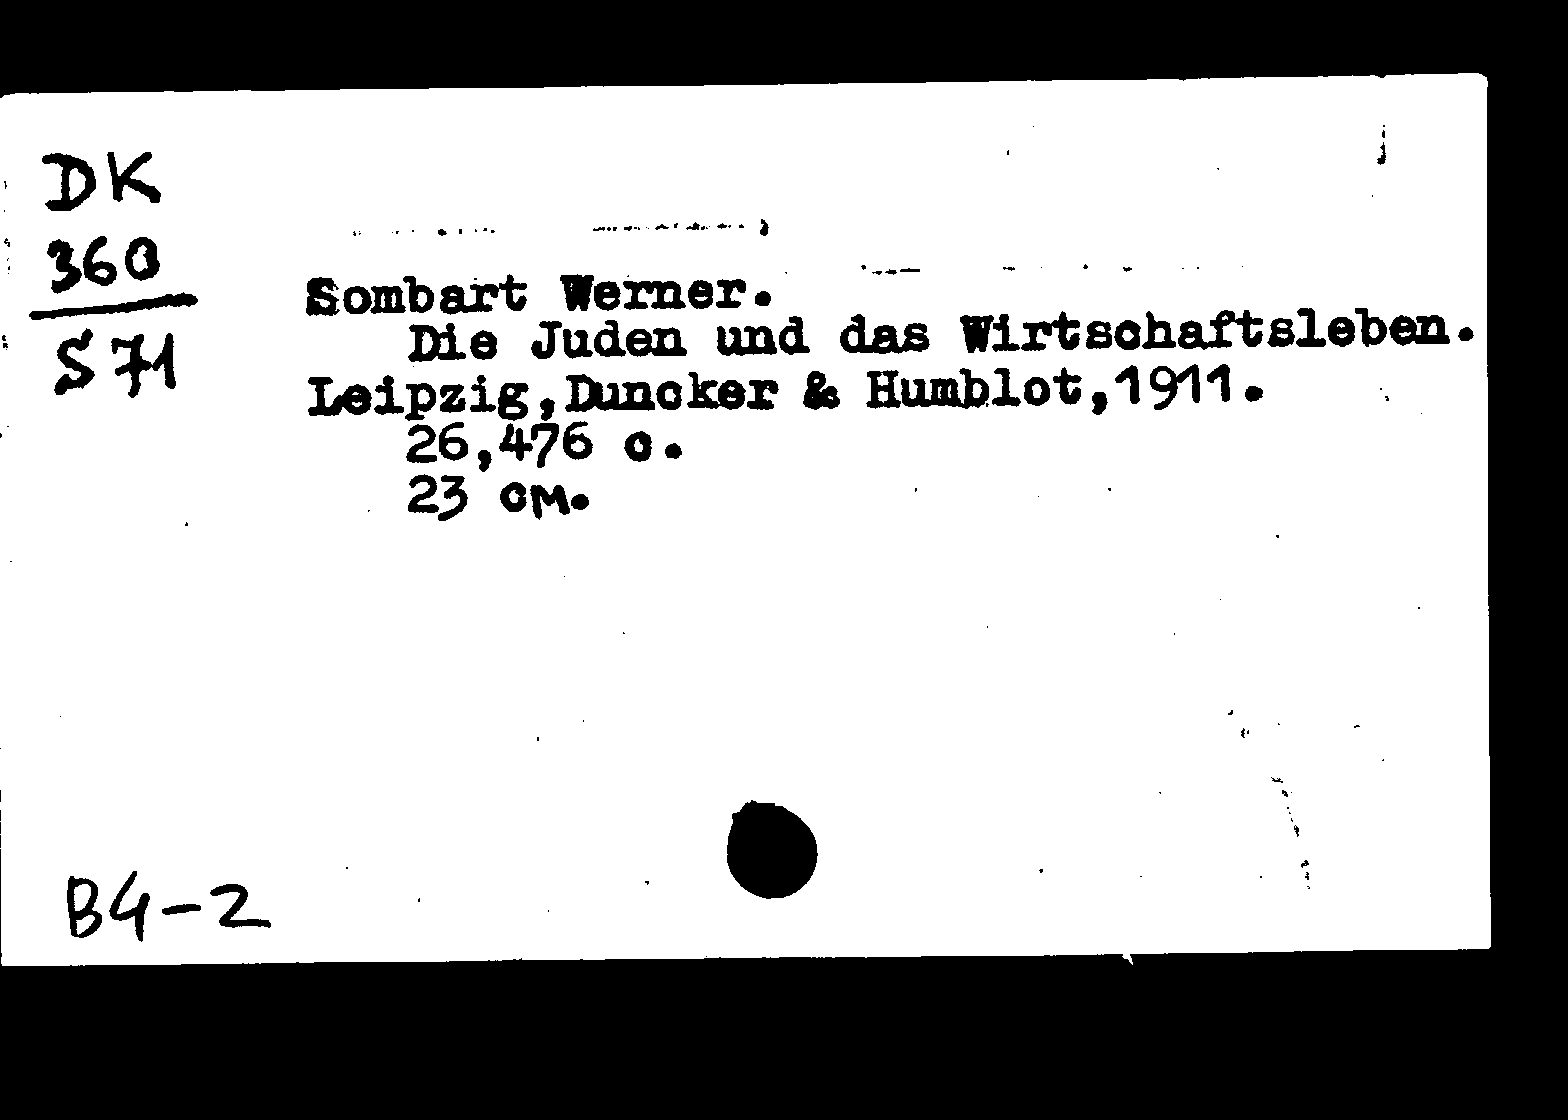 DK
360
S71
Sombart Werner.
Die Juden und das Wirtschaftsleben.
Leipzig,Duncker & Humblot,1911.
26,476 с.
23 см.
B4-2